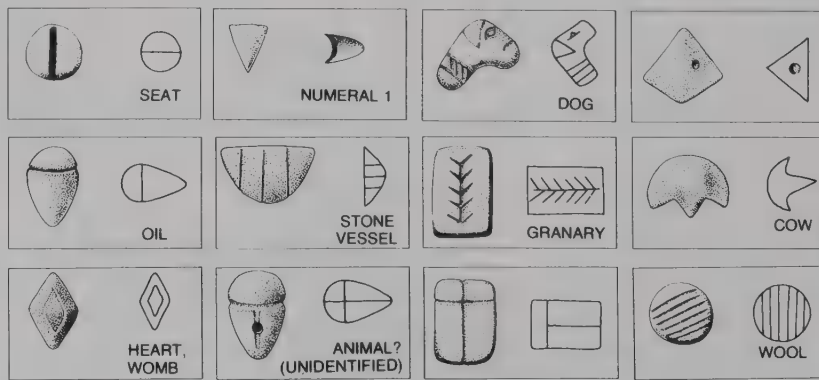 SEAT
NUMERAL 1
DOG
OIL
STONE
VESSEL
GRANARY
COW
HEART,
WOMB
ANIMAL?
(UNIDENTIFIED)
WOOL